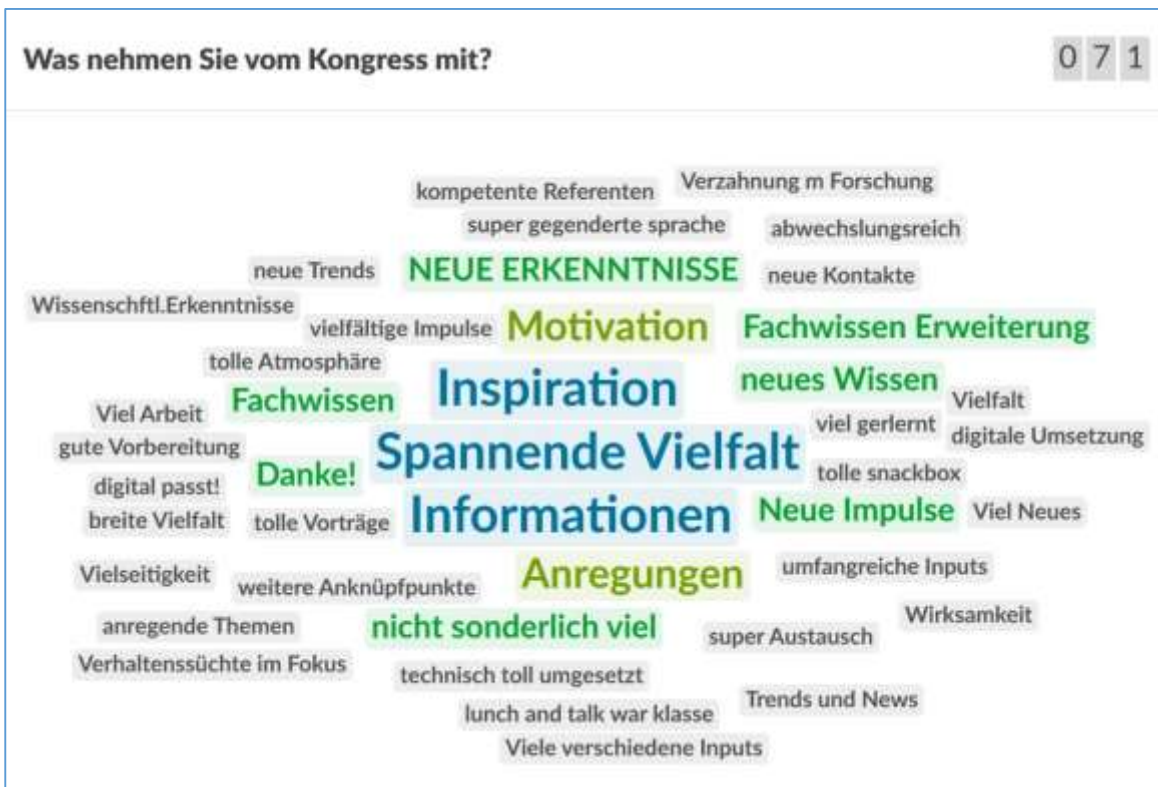 Was nehmen Sie vom Kongress mit?
0 7 1
kompetente Referenten
Verzahnung m Forschung
super gegenderte sprache
abwechslungsreich
neue Trends
NEUE ERKENNTNISSE
neue Kontakte
Wissenschftl.Erkenntnisse
vielfältige Impulse
Motivation
Fachwissen Erweiterung
tolle Atmosphäre
Inspiration
neues Wissen
Fachwissen
Vielfalt
Viel Arbeit
viel gerlernt
digitale Umsetzung
gute Vorbereitung
Spannende Vielfalt
Danke!
tolle snackbox
digital passt!
breite Vielfalt
tolle Vorträge
Informationen
Neue Impulse
Viel Neues
Vielseitigkeit
weitere Anknüpfpunkte
Anregungen
umfangreiche Inputs
Wirksamkeit
anregende Themen
nicht sonderlich viel
super Austausch
Verhaltenssüchte im Fokus
technisch toll umgesetzt
Trends und News
lunch and talk war klasse
Viele verschiedene Inputs